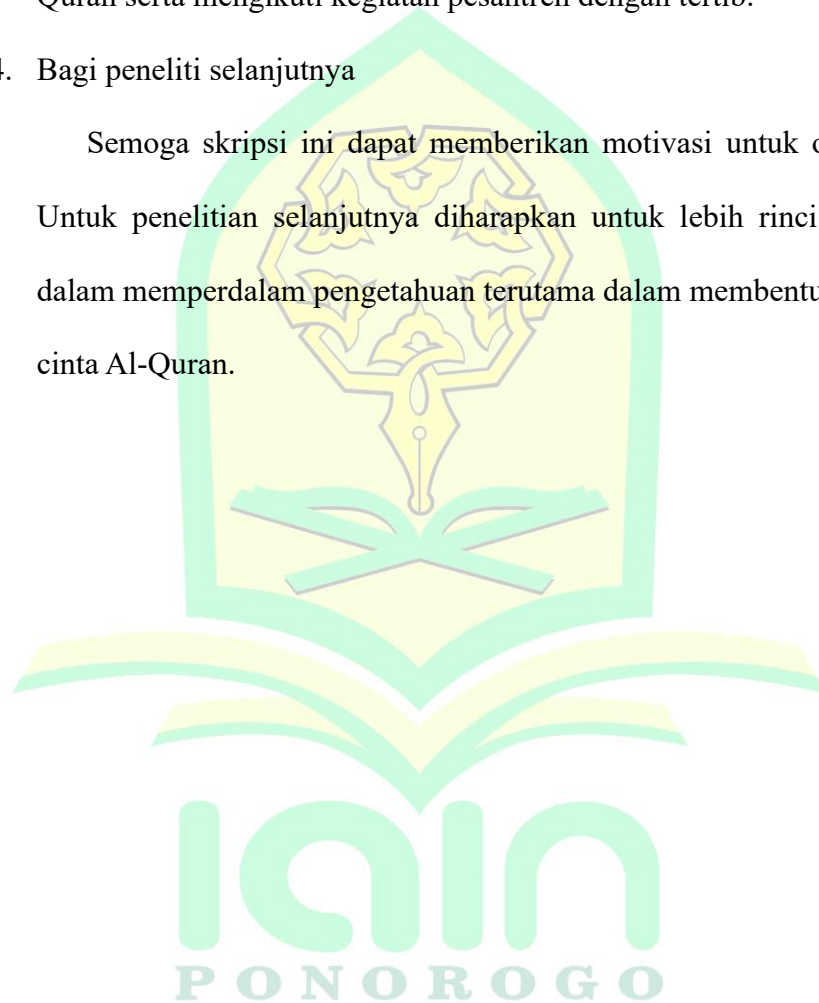 Quran serta mengikuti kegiatan pesantren dengan tertib.
4. Bagi peneliti selanjutnya
Semoga skripsi ini dapat memberikan motivasi untuk
Untuk penelitian selanjutnya diharapkan untuk lebih rinci
dalam memperdalam pengetahuan terutama dalam
cinta Al-Quran.
iain
PONOROGO